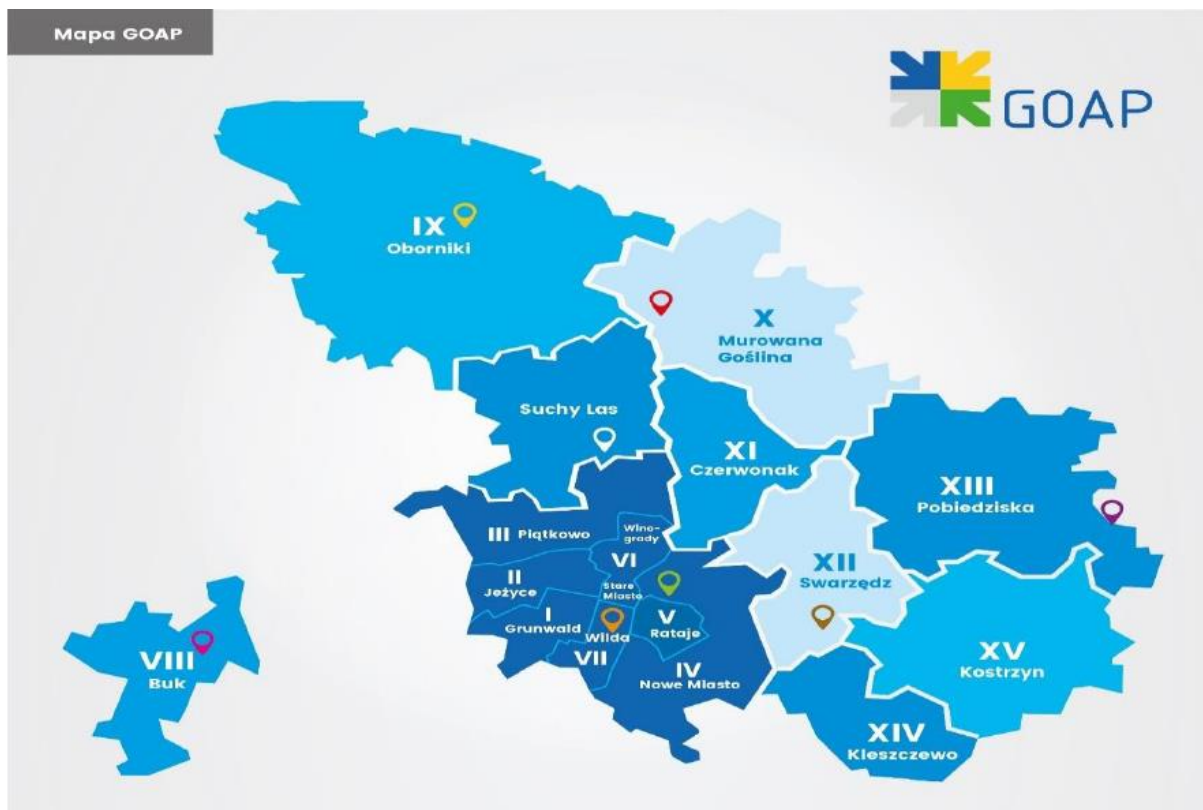 Mapa GOAP
GOAP
IX
Oborniki
X
Murowana
Goślina
Suchy Las
XI
Czerwonak
XIII
Pobiedziska
III Piątkowo
Wino-
grady
VI
XII
Swarzędz
II
Jeżyce
Stare
Miasto
I
Grunwald
Wilda
V
Rataje
VIII
Buk
VII
IV
Nowe Miasto
XV
Kostrzyn
XIV
Kleszczewo